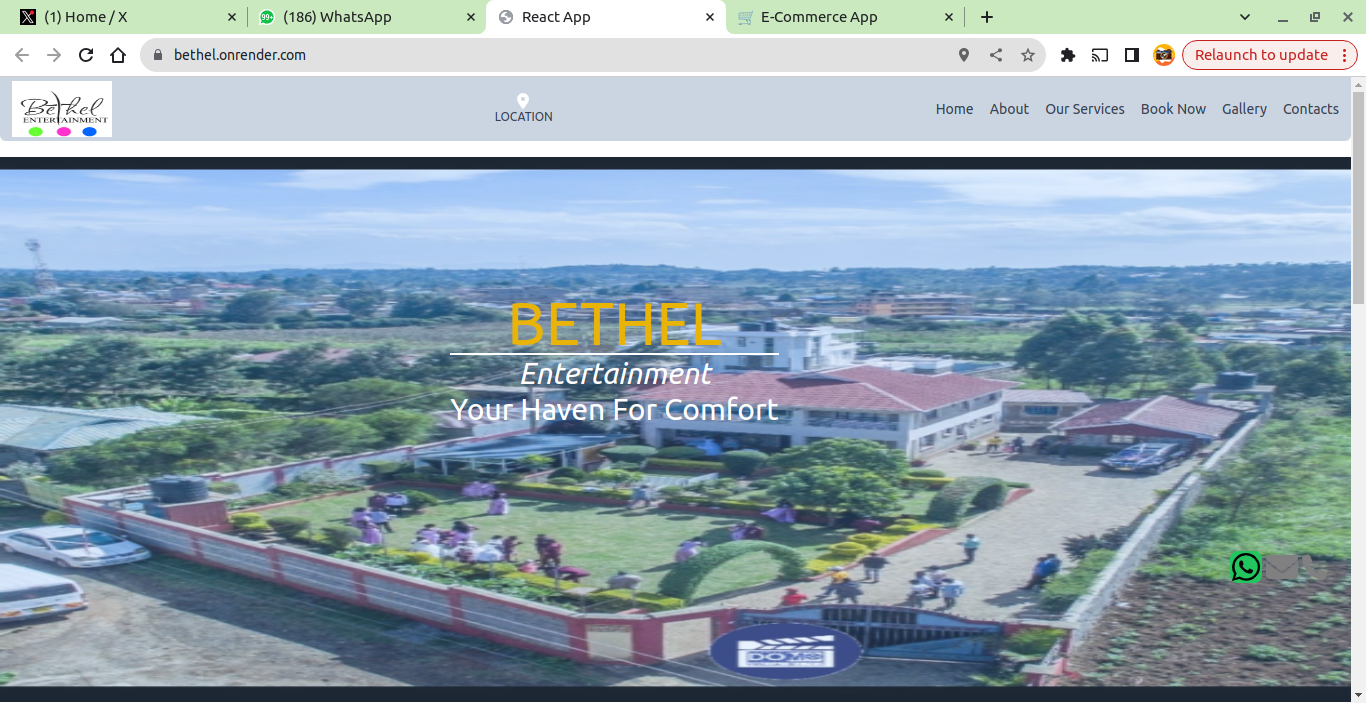 (1) Home / X
99+
(186) WhatsApp
React App
E-Commerce App
bethel.onrender.com
Relaunch to update
Bethel
ENTERTAINMENT
LOCATION
Home
About
Our Services
Book Now
Gallery
Contacts
BETHEL
Entertainment
Your Haven For Comfort